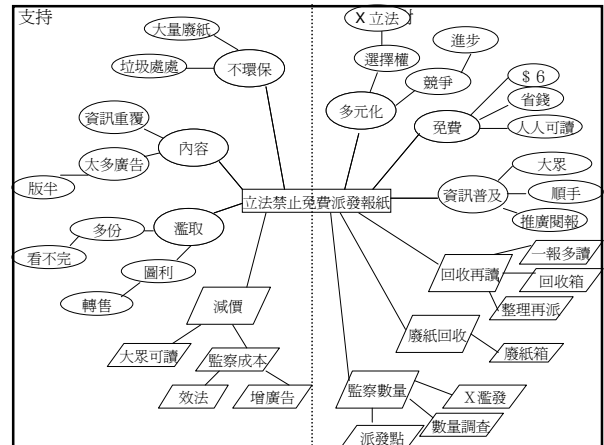 支持
X 立法
對
大量廢紙
垃圾處處
不環保
選擇權
進步
競爭
多元化
＄6
省錢
人人可讀
免費
資訊重覆
太多廣告
版半
內容
大眾
順手
推廣閱報
資訊普及
立法禁止免費派發報紙
多份
看不完
濫取
圖利
轉售
一報多讀
回收箱
整理再派
回收再讀
減價
大眾可讀
監察成本
效法
增廣告
廢紙回收
廢紙箱
監察數量
X濫發
數量調查
派發點